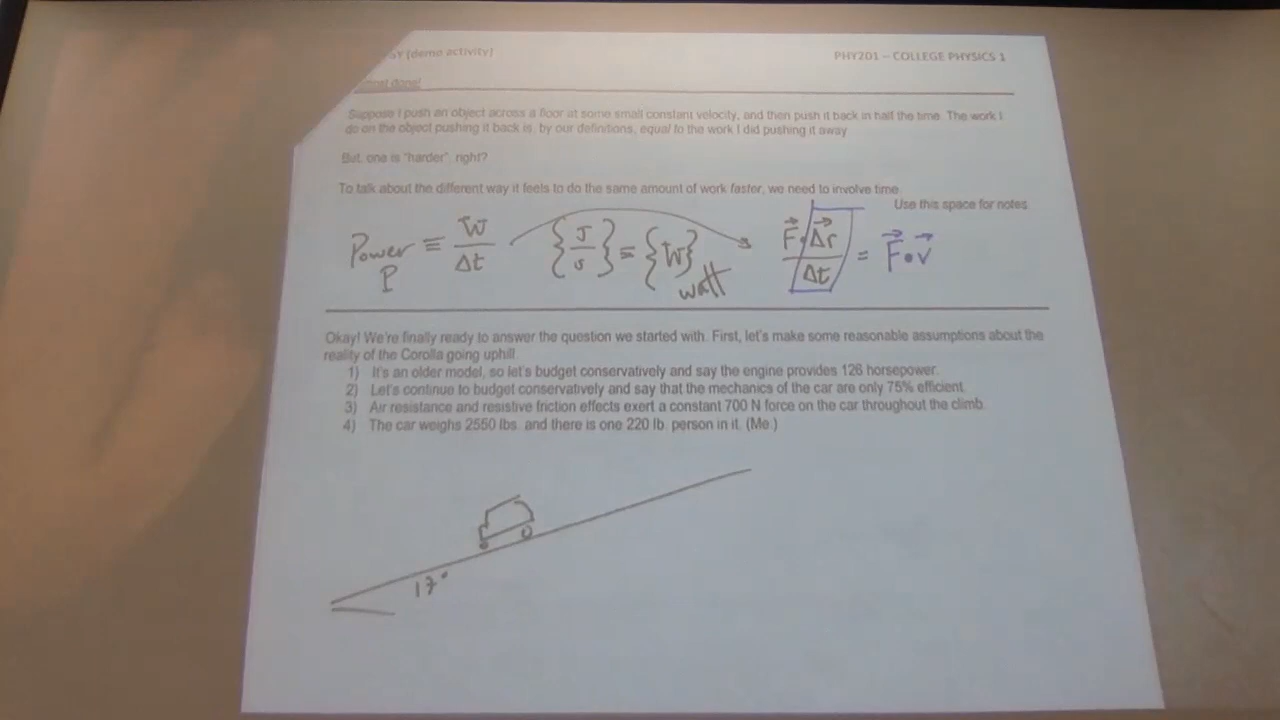 SY [demo activity]
PHY201 – COLLEGE PHYSICS 1
Suppose I push an object across a floor at some small constant velocity, and then push it back in half the time. The work I
do on the object pushing it back is, by our definitions, equal to the work I did pushing it away.
But, one is "harder", right?
To talk about the different way it feels to do the same amount of work faster, we need to involve time.
Use this space for notes
Power ≡ W/Δt {J/s} = {W} F⃗·Δr⃗/Δt = F⃗·v⃗
P watt
Okay! We're finally ready to answer the question we started with. First, let's make some reasonable assumptions about the
reality of the Corolla going uphill.
1) It's an older model, so let's budget conservatively and say the engine provides 126 horsepower.
2) Let's continue to budget conservatively and say that the mechanics of the car are only 75% efficient.
3) Air resistance and resistive friction effects exert a constant 700 N force on the car throughout the climb.
4) The car weighs 2550 lbs. and there is one 220 lb. person in it. (Me.)
17°